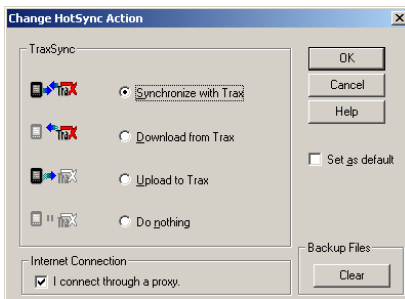 Change HotSync Action
TraxSync
Synchronize with Trax
Download from Trax
Upload to Trax
Do nothing
Internet Connection
I connect through a proxy.
OK
Cancel
Help
Set as default
Backup Files
Clear